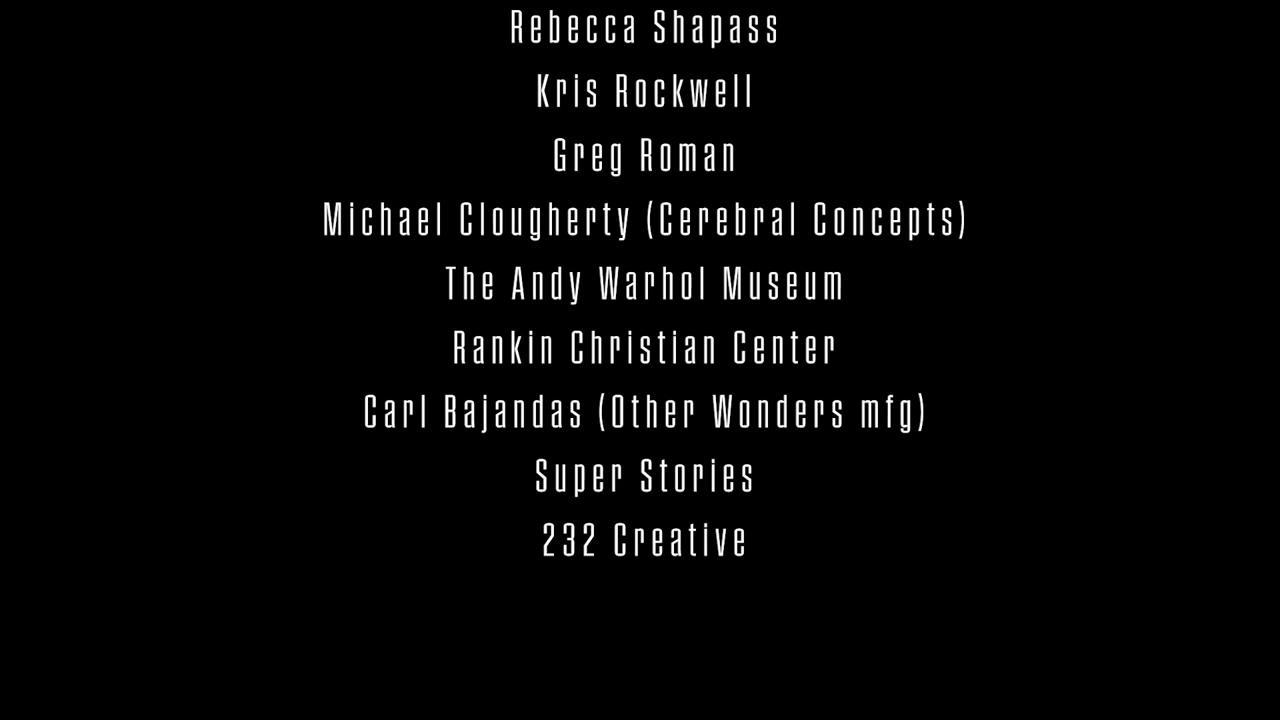 Rebecca Shapass
Kris Rockwell
Greg Roman
Michael Clougherty (Cerebral Concepts)
The Andy Warhol Museum
Rankin Christian Center
Carl Bajandas (Other Wonders mfg)
Super Stories
232 Creative